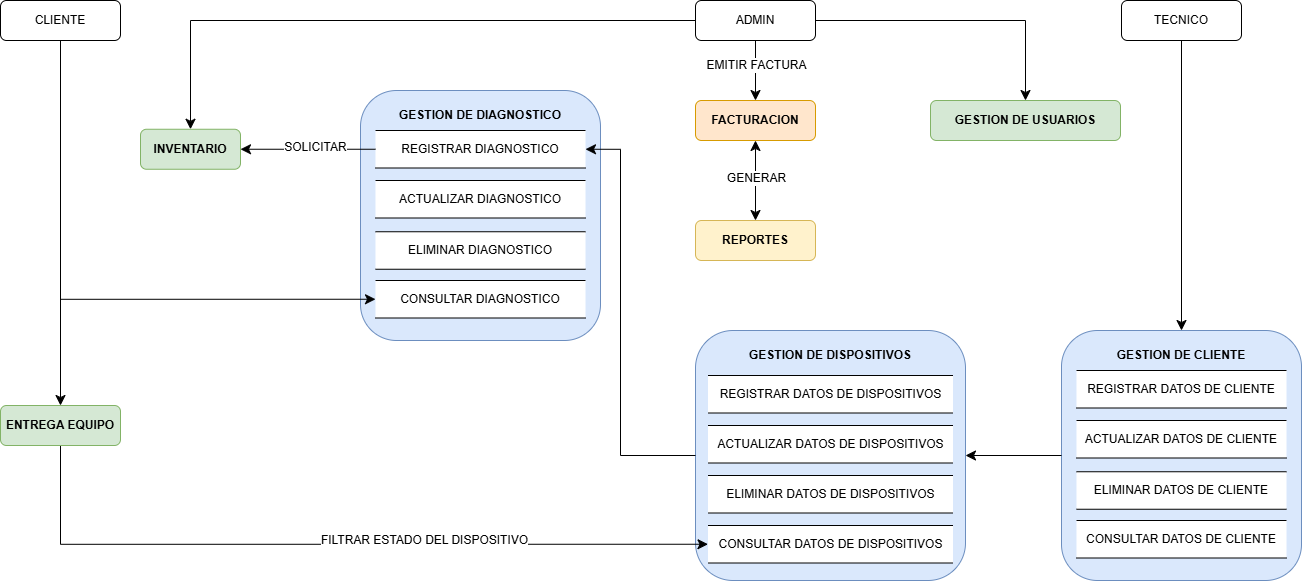 CLIENTE
ADMIN
TECNICO
EMITIR FACTURA
GESTION DE DIAGNOSTICO
FACTURACION
GESTION DE USUARIOS
INVENTARIO
SOLICITAR
REGISTRAR DIAGNOSTICO
GENERAR
ACTUALIZAR DIAGNOSTICO
REPORTES
ELIMINAR DIAGNOSTICO
CONSULTAR DIAGNOSTICO
GESTION DE DISPOSITIVOS
GESTION DE CLIENTE
REGISTRAR DATOS DE DISPOSITIVOS
REGISTRAR DATOS DE CLIENTE
ENTREGA EQUIPO
ACTUALIZAR DATOS DE DISPOSITIVOS
ACTUALIZAR DATOS DE CLIENTE
ELIMINAR DATOS DE DISPOSITIVOS
ELIMINAR DATOS DE CLIENTE
FILTRAR ESTADO DEL DISPOSITIVO
CONSULTAR DATOS DE DISPOSITIVOS
CONSULTAR DATOS DE CLIENTE